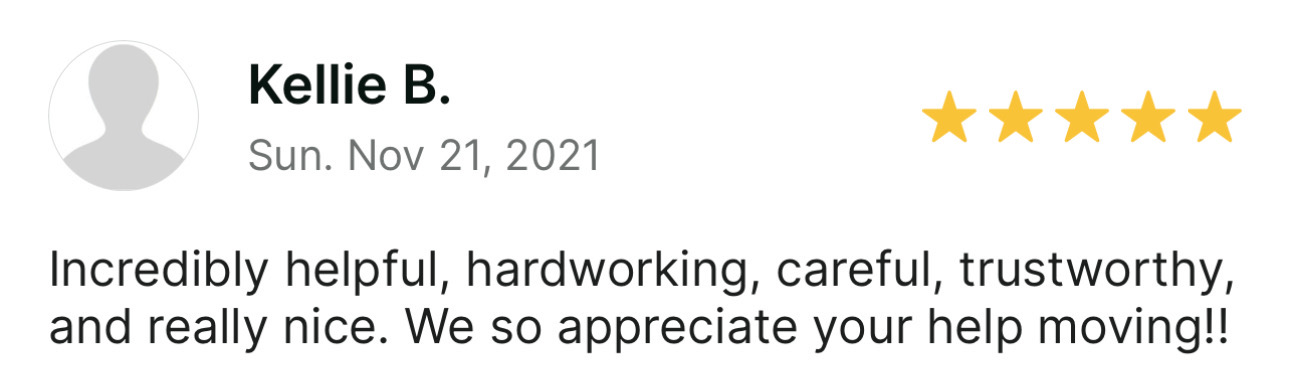 Kellie B.
Sun. Nov 21, 2021
Incredibly helpful, hardworking, careful, trustworthy,
and really nice. We so appreciate your help moving!!